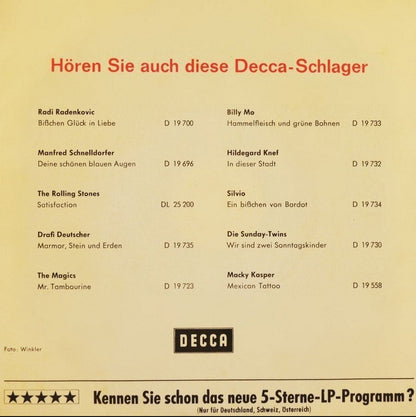 Hören Sie auch diese Decca-Schlager
Radi Radenkovic
Bißchen Glück in Liebe D 19 700
Manfred Schnelldorfer
Deine schönen blauen Augen D 19 696
The Rolling Stones
Satisfaction DL 25 200
Drafi Deutscher
Marmor, Stein und Erden D 19 735
The Magics
Mr. Tambourine D 19 723
Billy Mo
Hammelfleisch und grüne Bohnen D 19 733
Hildegard Knef
In dieser Stadt D 19 732
Silvio
Ein bißchen von Bardot D 19 734
Die Sunday-Twins
Wir sind zwei Sonntagskinder D 19 730
Macky Kasper
Mexican Tattoo D 19 558
DECCA
Foto: Winkler
★★★★★ Kennen Sie schon das neue 5-Sterne-LP-Programm?
(Nur für Deutschland, Schweiz, Österreich)